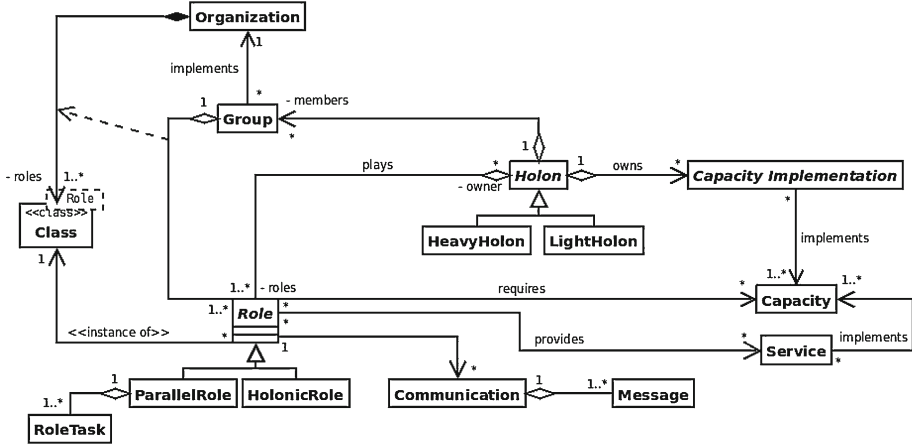 Organization
1
implements
*
1
- members
Group
*
plays
1
*
Holon
1
owns
*
Capacity Implementation
- owner
*
- roles
1..*
Role
<<class>>
Class
1
HeavyHolon
LightHolon
implements
1..*
1..*
1..*
- roles
requires
*
Capacity
1..*
Role
*
*
*
<<instance of>>
1
provides
*
Service
implements
*
*
1
ParallelRole
HolonicRole
Communication
1
1..*
Message
1..*
RoleTask